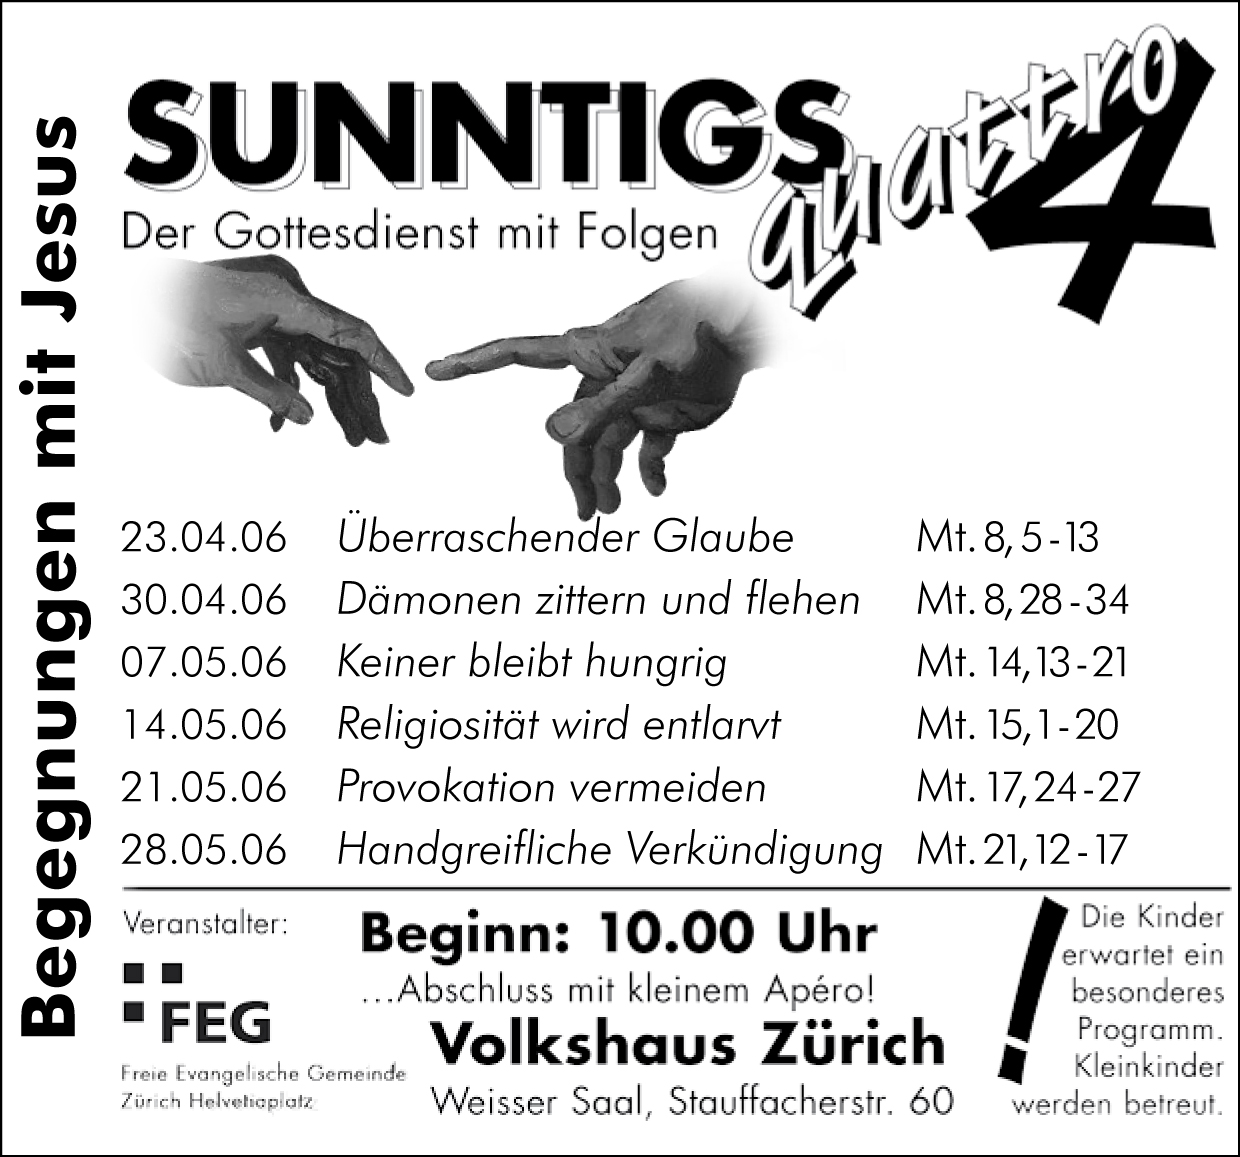 Begegnungen mit Jesus
SUNNTIGS
quattro
4
Der Gottesdienst mit Folgen
23.04.06 Überraschender Glaube Mt. 8, 5-13
30.04.06 Dämonen zittern und flehen Mt. 8, 28-34
07.05.06 Keiner bleibt hungrig Mt. 14, 13-21
14.05.06 Religiosität wird entlarvt Mt. 15, 1-20
21.05.06 Provokation vermeiden Mt. 17, 24-27
28.05.06 Handgreifliche Verkündigung Mt. 21, 12-17
Veranstalter:
FEG
Freie Evangelische Gemeinde
Zürich Helvetiaplatz
Beginn: 10.00 Uhr
...Abschluss mit kleinem Apéro!
Volkshaus Zürich
Weisser Saal, Stauffacherstr. 60
!
Die Kinder
erwartet ein
besonderes
Programm.
Kleinkinder
werden betreut.